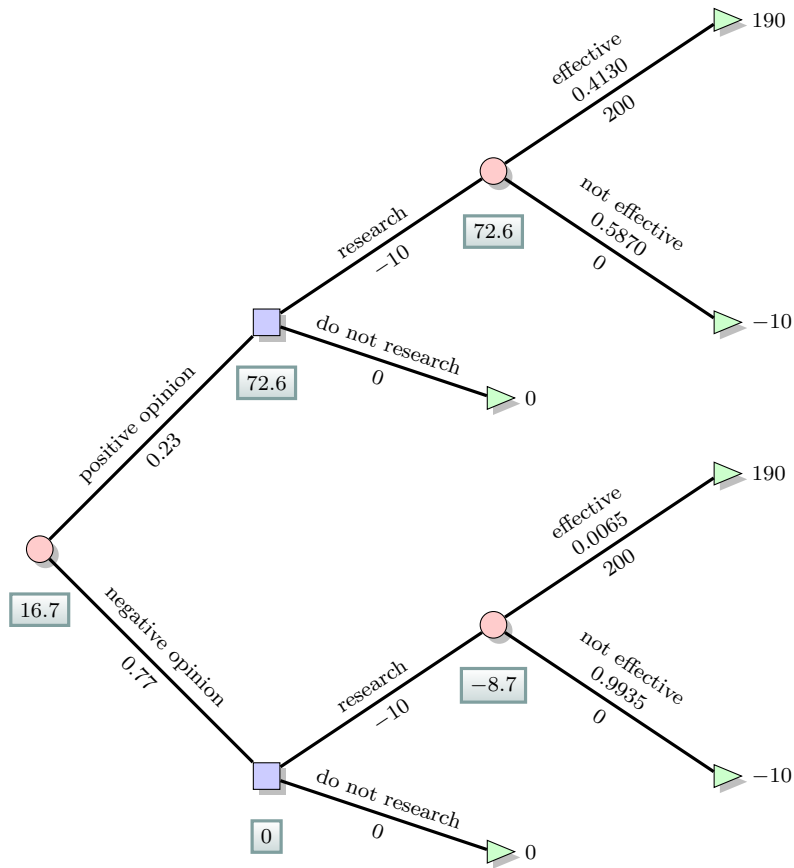 190
effective
0.4130
200
not effective
0.5870
0
−10
72.6
research
−10
do not research
0
0
72.6
positive opinion
0.23
16.7
negative opinion
0.77
190
effective
0.0065
200
not effective
0.9935
0
−10
−8.7
research
−10
do not research
0
0
0